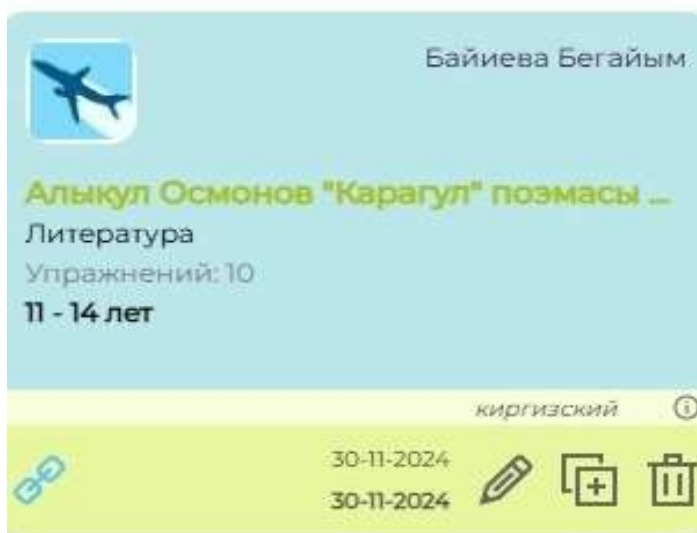 Байиева Бегайым
Алыкул Осмонов "Карагул" поэмасы ...
Литература
Упражнений: 10
11 - 14 лет
киргизский
30-11-2024
30-11-2024